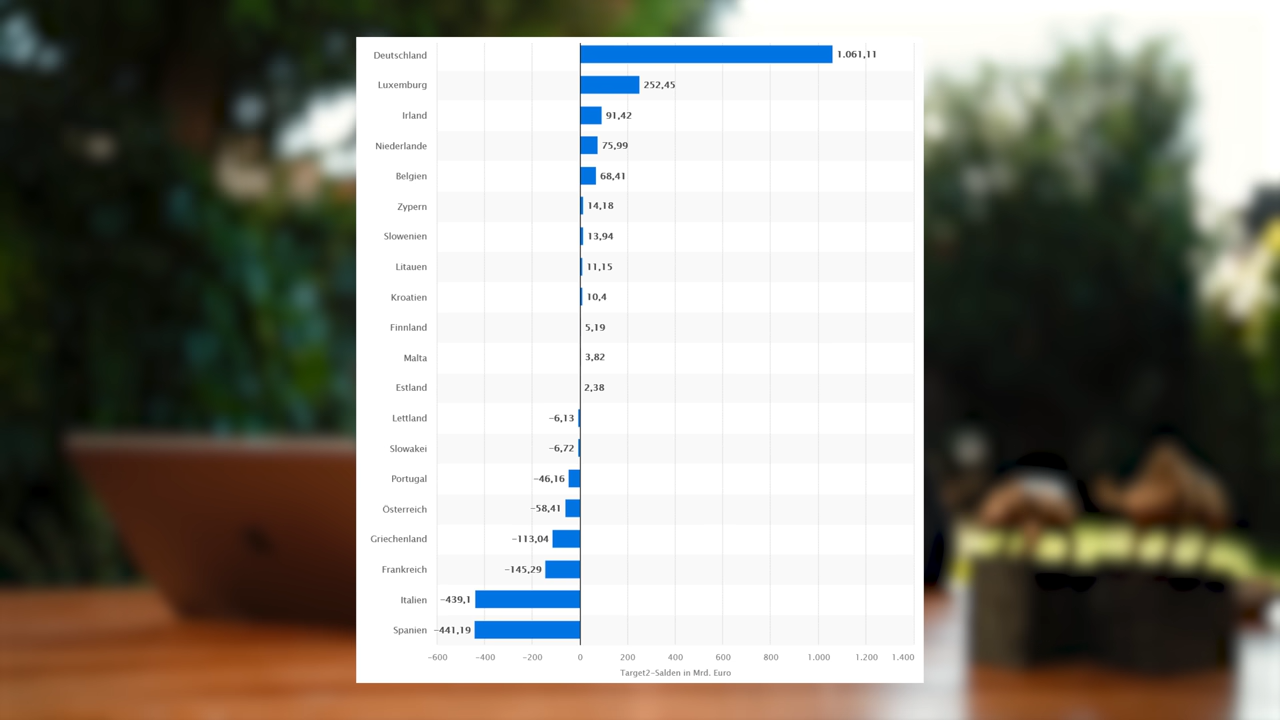 Deutschland 1.061,11
Luxemburg 252,45
Irland 91,42
Niederlande 75,99
Belgien 68,41
Zypern 14,18
Slowenien 13,94
Litauen 11,15
Kroatien 10,4
Finnland 5,19
Malta 3,82
Estland 2,38
Lettland −6,13
Slowakei −6,72
Portugal −46,16
Österreich −58,41
Griechenland −113,04
Frankreich −145,29
Italien −439,1
Spanien −441,19
−600 −400 −200 0 200 400 600 800 1.000 1.200 1.400
Target2-Salden in Mrd. Euro